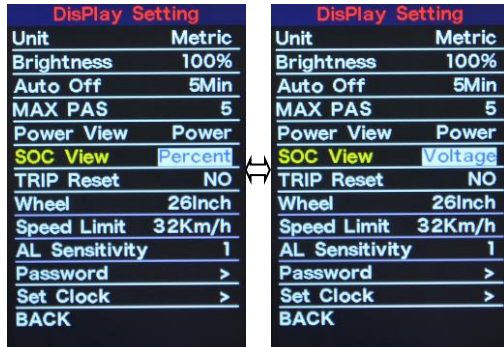 DisPlay Setting
Unit Metric
Brightness 100%
Auto Off 5Min
MAX PAS 5
Power View Power
SOC View Percent
TRIP Reset NO
Wheel 26Inch
Speed Limit 32Km/h
AL Sensitivity 1
Password >
Set Clock >
BACK
DisPlay Setting
Unit Metric
Brightness 100%
Auto Off 5Min
MAX PAS 5
Power View Power
SOC View Voltage
TRIP Reset NO
Wheel 26Inch
Speed Limit 32Km/h
AL Sensitivity 1
Password >
Set Clock >
BACK